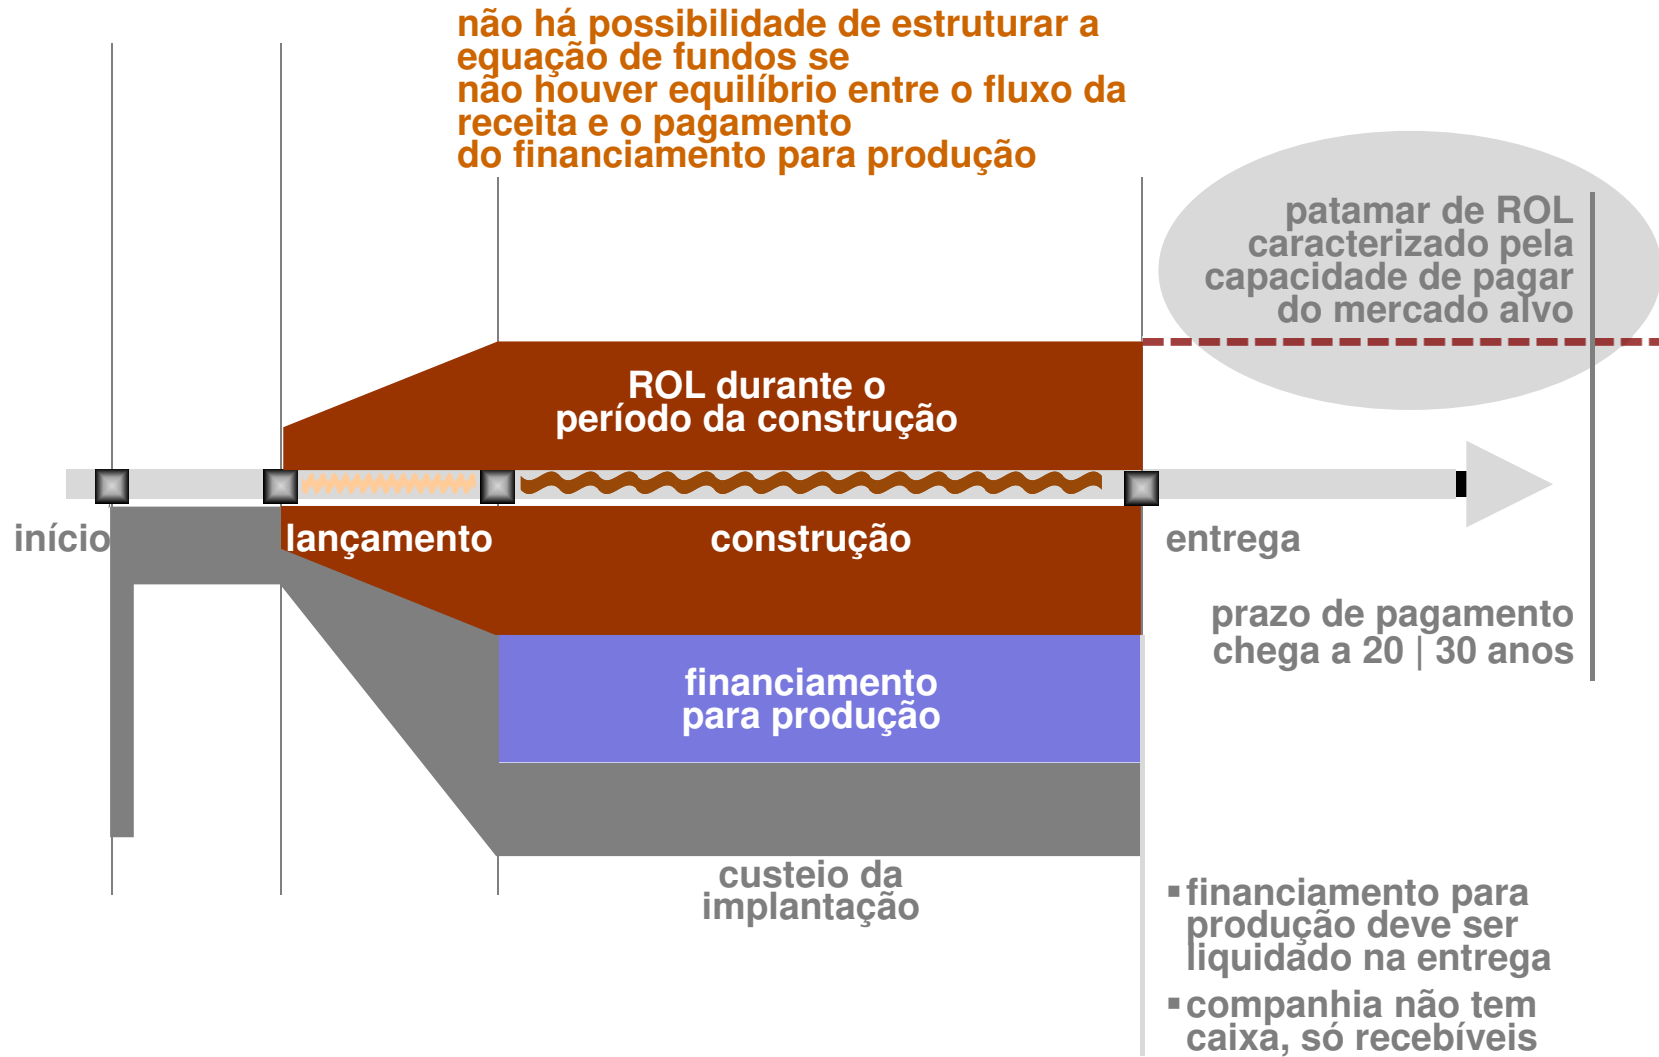 não há possibilidade de estruturar a
equação de fundos se
não houver equilíbrio entre o fluxo da
receita e o pagamento
do financiamento para produção
patamar de ROL
caracterizado pela
capacidade de pagar
do mercado alvo
ROL durante o
período da construção
início
lançamento
construção
entrega
prazo de pagamento
chega a 20 | 30 anos
financiamento
para produção
custeio da
implantação
▪ financiamento para
produção deve ser
liquidado na entrega
▪ companhia não tem
caixa, só recebíveis